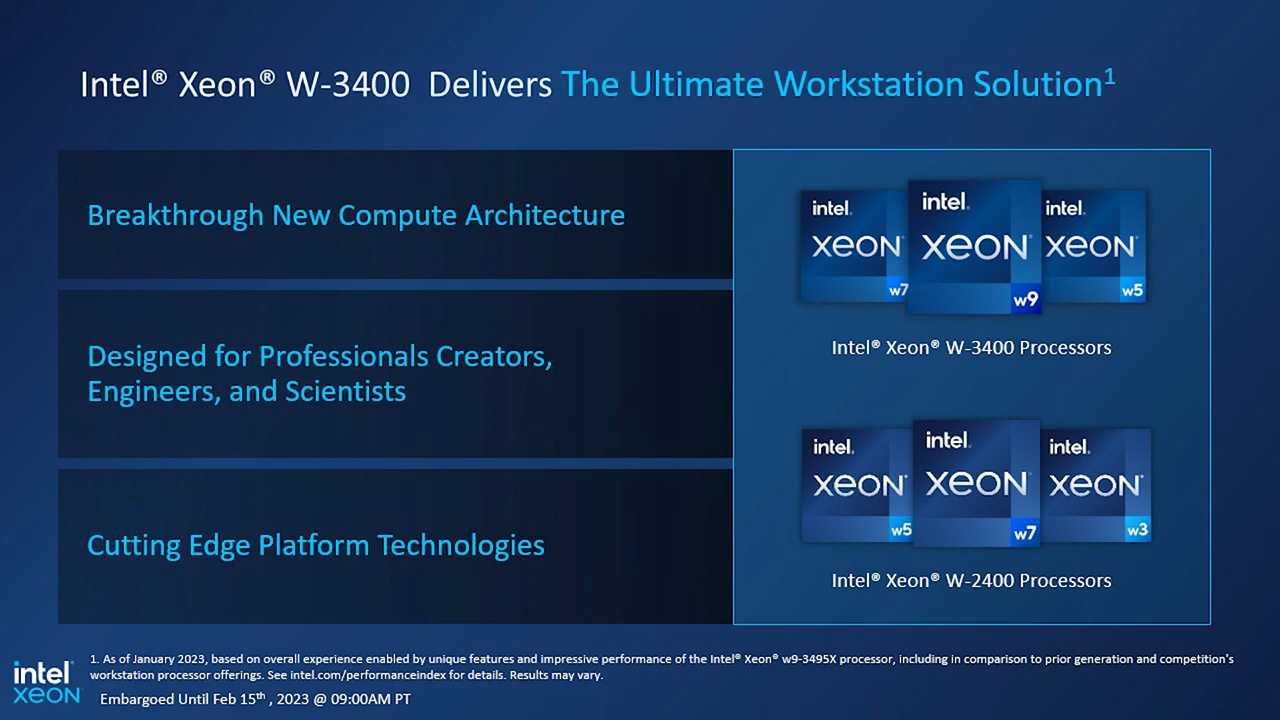 Intel® Xeon® W-3400 Delivers The Ultimate Workstation Solution¹
Breakthrough New Compute Architecture
Designed for Professionals Creators,
Engineers, and Scientists
Cutting Edge Platform Technologies
intel.
xeon
w7
intel.
xeon
w9
intel.
xeon
w5
Intel® Xeon® W-3400 Processors
intel.
xeon
w5
intel.
xeon
w7
intel.
xeon
w3
Intel® Xeon® W-2400 Processors
1. As of January 2023, based on overall experience enabled by unique features and impressive performance of the Intel® Xeon® w9-3495X processor, including in comparison to prior generation and competition's
workstation processor offerings. See intel.com/performanceindex for details. Results may vary.
intel
xeon
Embargoed Until Feb 15th , 2023 @ 09:00AM PT